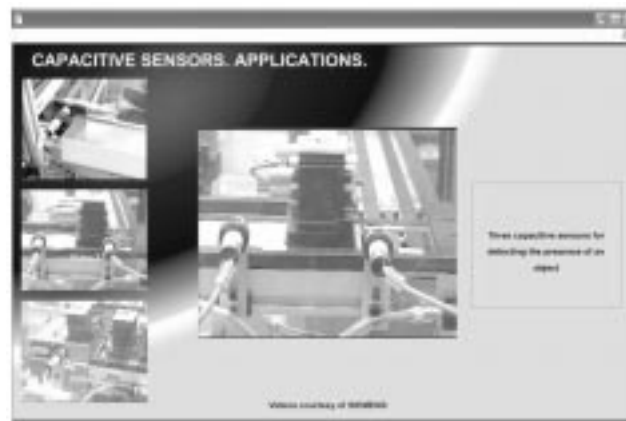 CAPACITIVE SENSORS. APPLICATIONS.
Three capacitive sensors for
detecting the presence of an
object
Videos courtesy of SIEMENS